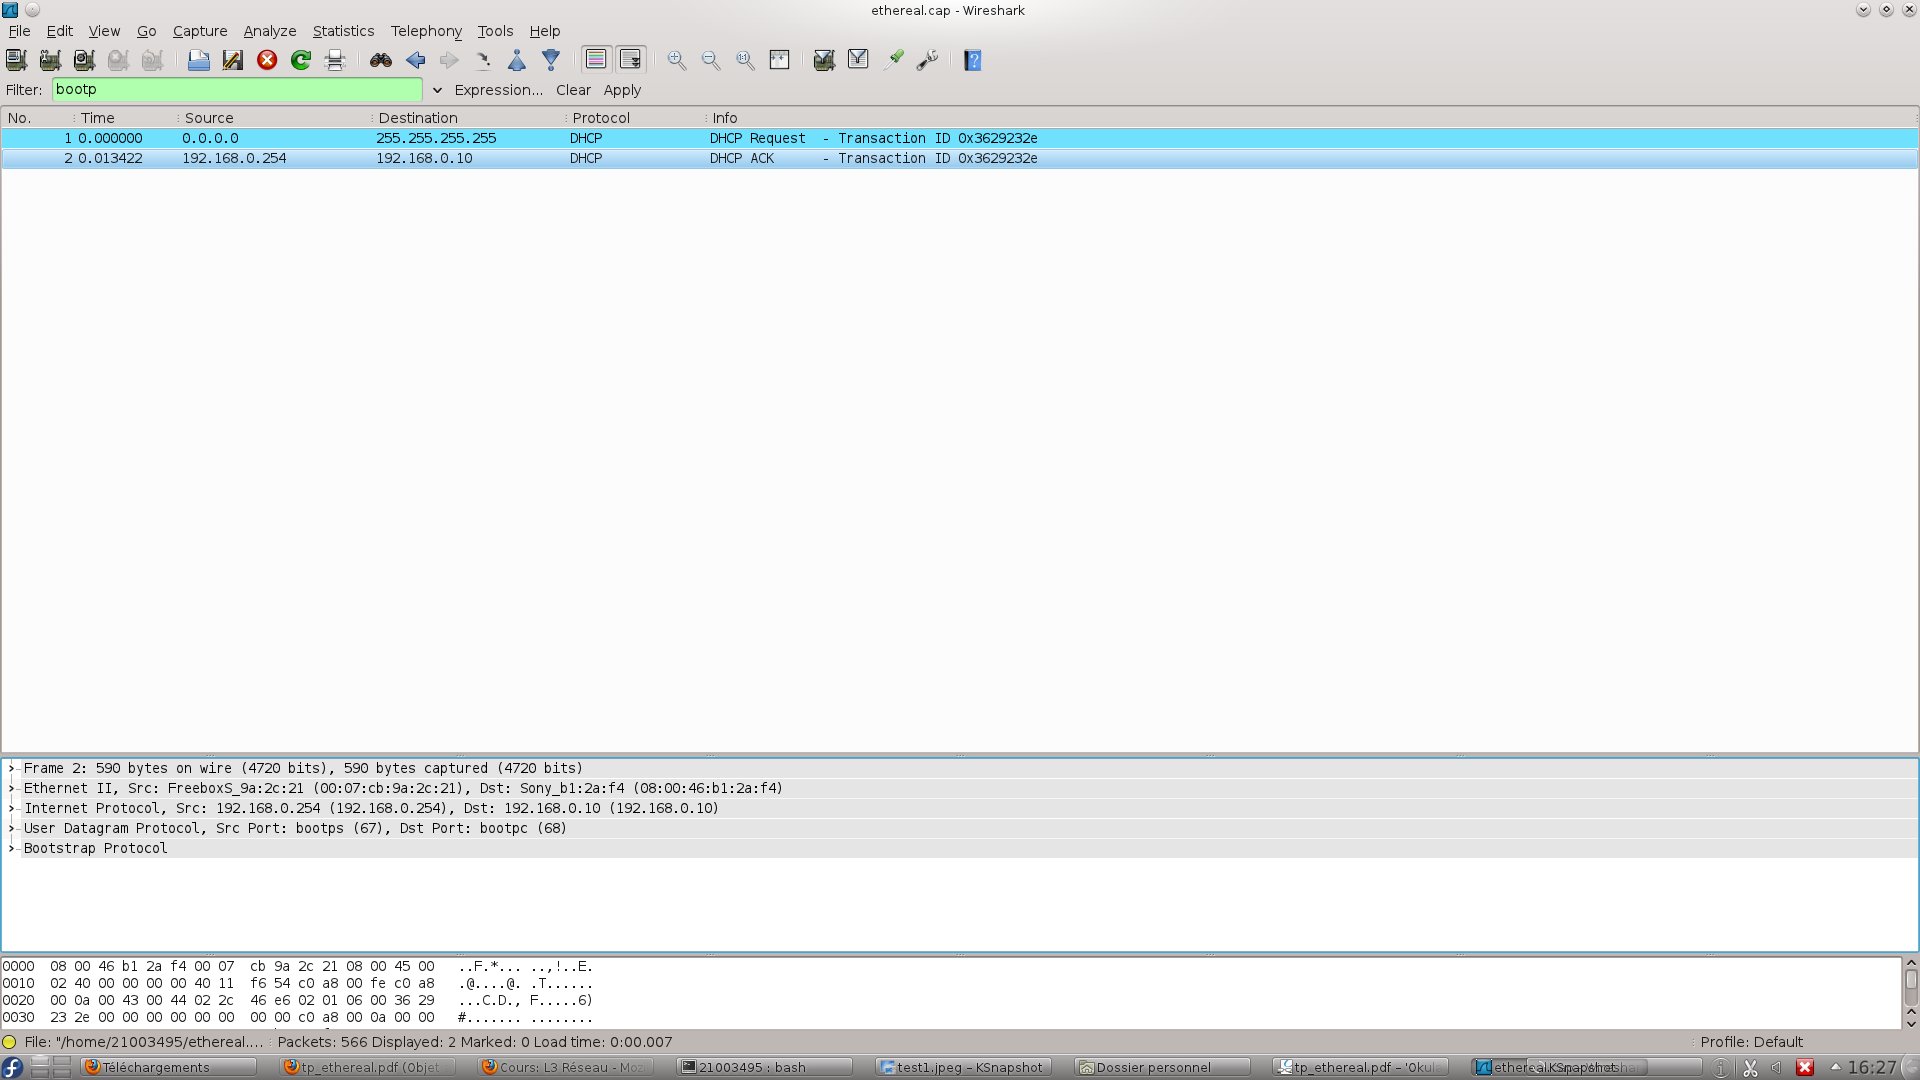 ethereal.cap - Wireshark
File Edit View Go Capture Analyze Statistics Telephony Tools Help
Filter: bootp Expression... Clear Apply
No. Time Source Destination Protocol Info
1 0.000000 0.0.0.0 255.255.255.255 DHCP DHCP Request - Transaction ID 0x3629232e
2 0.013422 192.168.0.254 192.168.0.10 DHCP DHCP ACK - Transaction ID 0x3629232e
Frame 2: 590 bytes on wire (4720 bits), 590 bytes captured (4720 bits)
Ethernet II, Src: FreeboxS_9a:2c:21 (00:07:cb:9a:2c:21), Dst: Sony_b1:2a:f4 (08:00:46:b1:2a:f4)
Internet Protocol, Src: 192.168.0.254 (192.168.0.254), Dst: 192.168.0.10 (192.168.0.10)
User Datagram Protocol, Src Port: bootps (67), Dst Port: bootpc (68)
Bootstrap Protocol
0000 08 00 46 b1 2a f4 00 07 cb 9a 2c 21 08 00 45 00 ..F.*... ..,!..E.
0010 02 40 00 00 00 00 40 11 f6 54 c0 a8 00 fe c0 a8 .@....@. .T......
0020 00 0a 00 43 00 44 02 2c 46 e6 02 01 06 00 36 29 ...C.D., F.....6)
0030 23 2e 00 00 00 00 00 00 00 00 c0 a8 00 0a 00 00 #....... ........
File: "/home/21003495/ethereal.... Packets: 566 Displayed: 2 Marked: 0 Load time: 0:00.007 Profile: Default
Téléchargements tp_ethereal.pdf (Objet Cours: L3 Réseau - Mozi 21003495 : bash test1.jpeg – KSnapshot Dossier personnel tp_ethereal.pdf – 'Okula 16:27